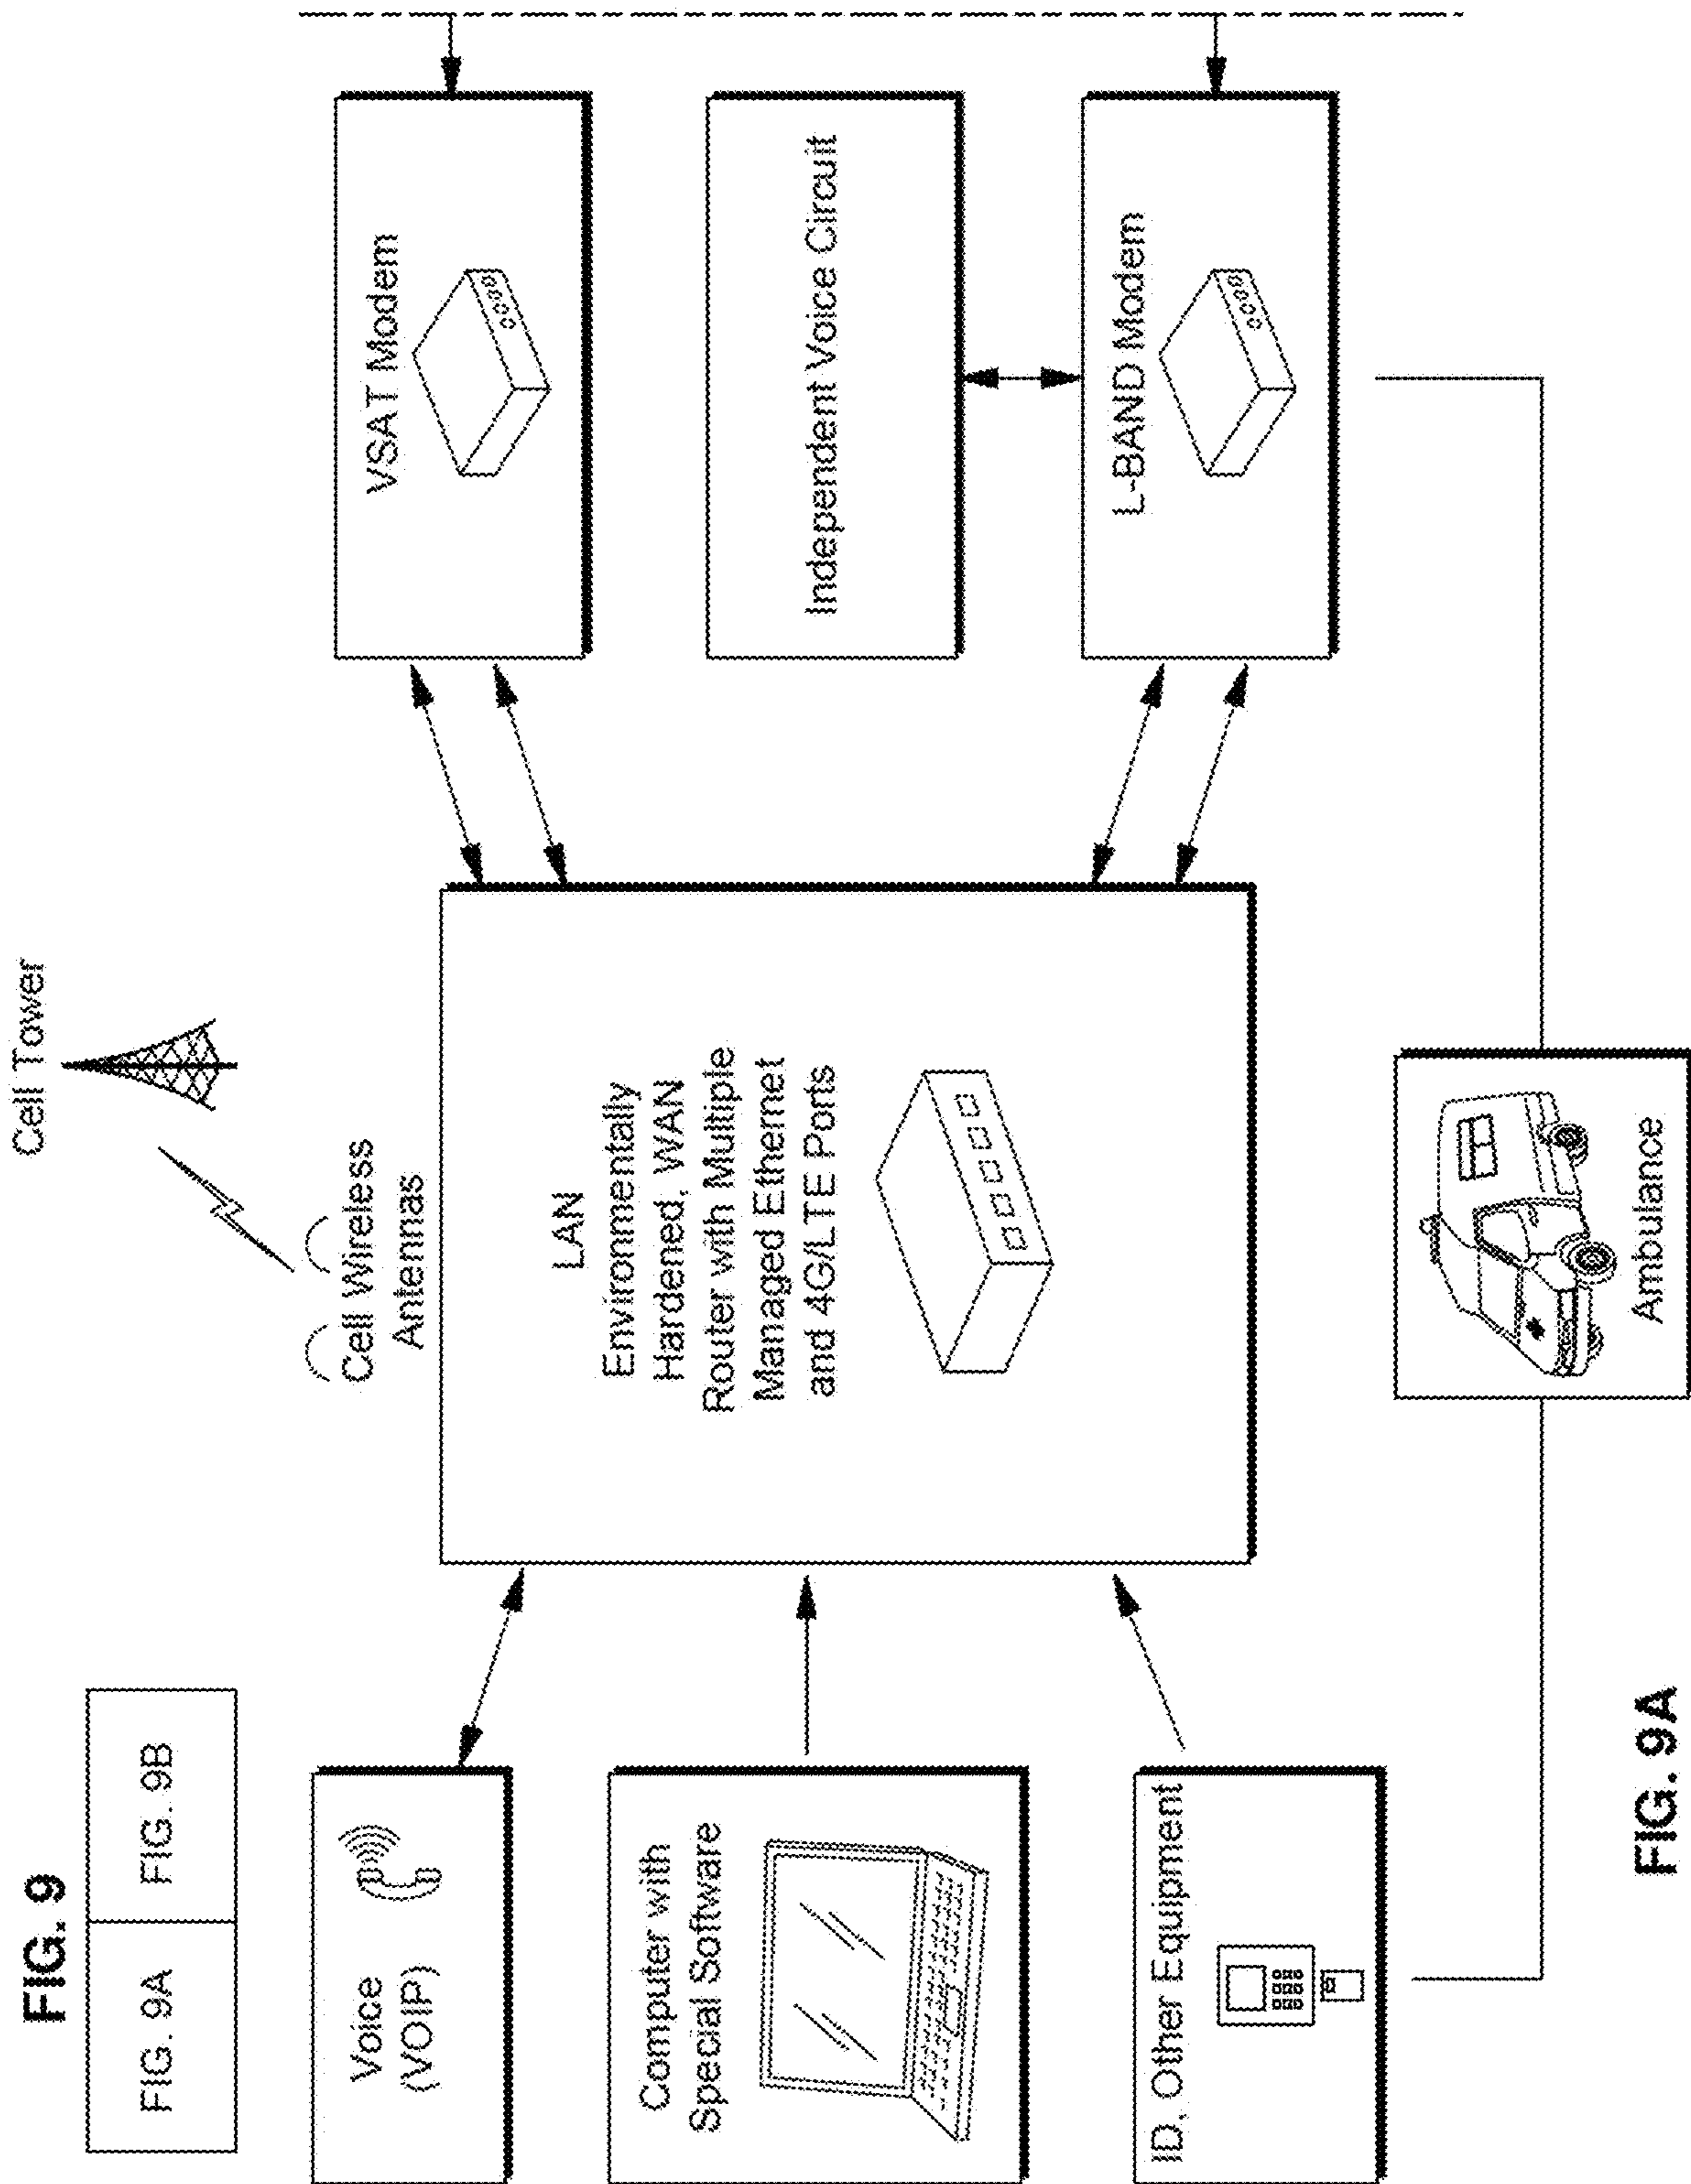 FIG. 9
FIG. 9A
FIG. 9B
Cell Tower
Cell Wireless
Antennas
Voice
(VOIP)
Computer with
Special Software
ID, Other Equipment
LAN
Environmentally
Hardened, WAN
Router with Multiple
Managed Ethernet
and 4G/LTE Ports
VSAT Modem
Independent Voice Circuit
L-BAND Modem
Ambulance
FIG. 9A